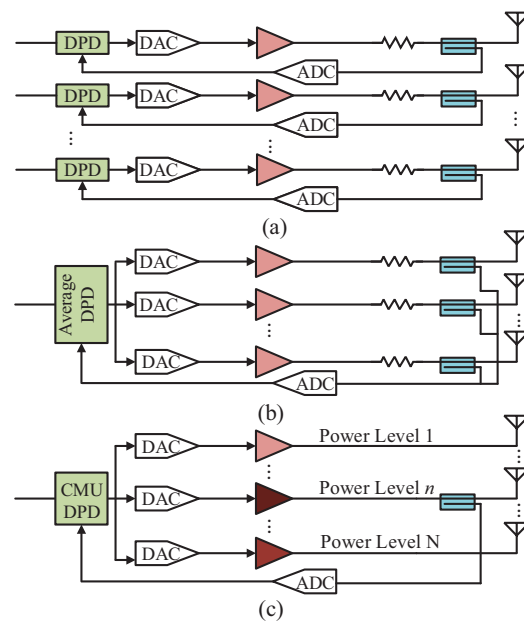 DPD DAC ADC
DPD DAC ADC
DPD DAC ADC
(a)
Average DPD
DAC
DAC
DAC
ADC
(b)
CMU DPD
DAC Power Level 1
DAC Power Level n
DAC Power Level N
ADC
(c)